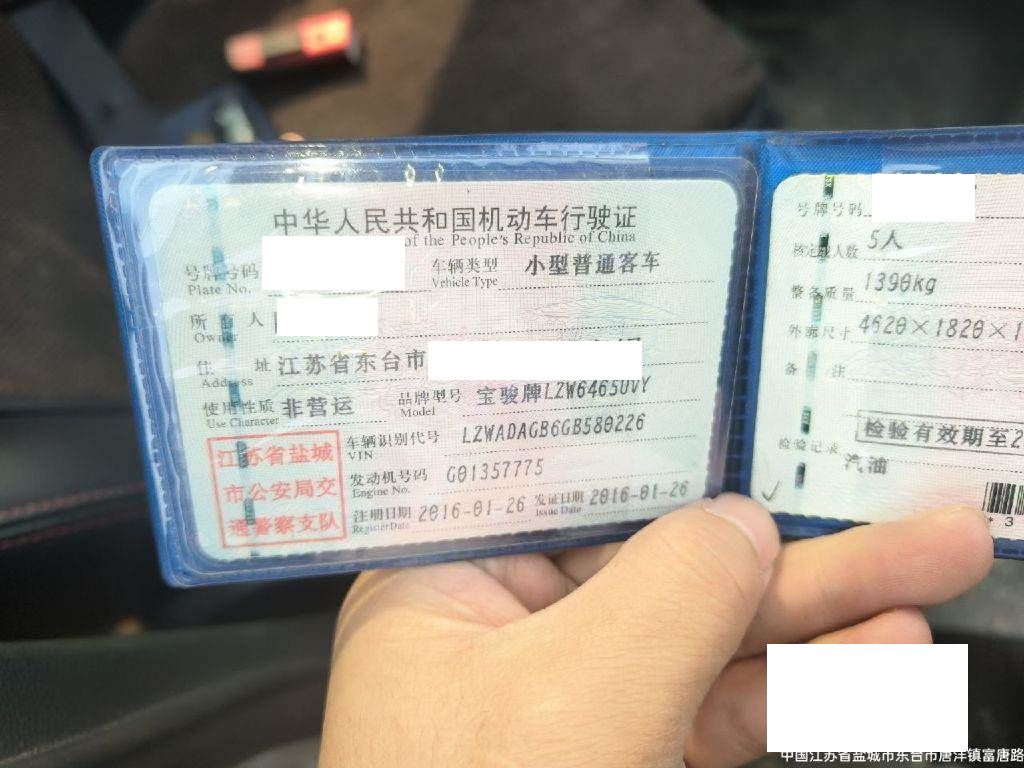 中华人民共和国机动车行驶证
of the People's Republic of China
号牌号码
Plate No.
车辆类型 小型普通客车
Vehicle Type
所有人
Owner
住址 江苏省东台市
Address
使用性质 非营运
Use Character
品牌型号 宝骏牌LZW6465UVY
Model
车辆识别代号 LZWADAGB6GB580226
VIN
发动机号码 G01357775
Engine No.
注册日期 2016-01-26
Register Date
发证日期 2016-01-26
Issue Date
江苏省盐城
市公安局交
通警察支队
号牌号码
核定载人数 5人
整备质量 1390kg
外廓尺寸 4620×1820×1
备注
检验有效期至2
检验记录
汽油
*3
中国江苏省盐城市东台市唐洋镇富唐路